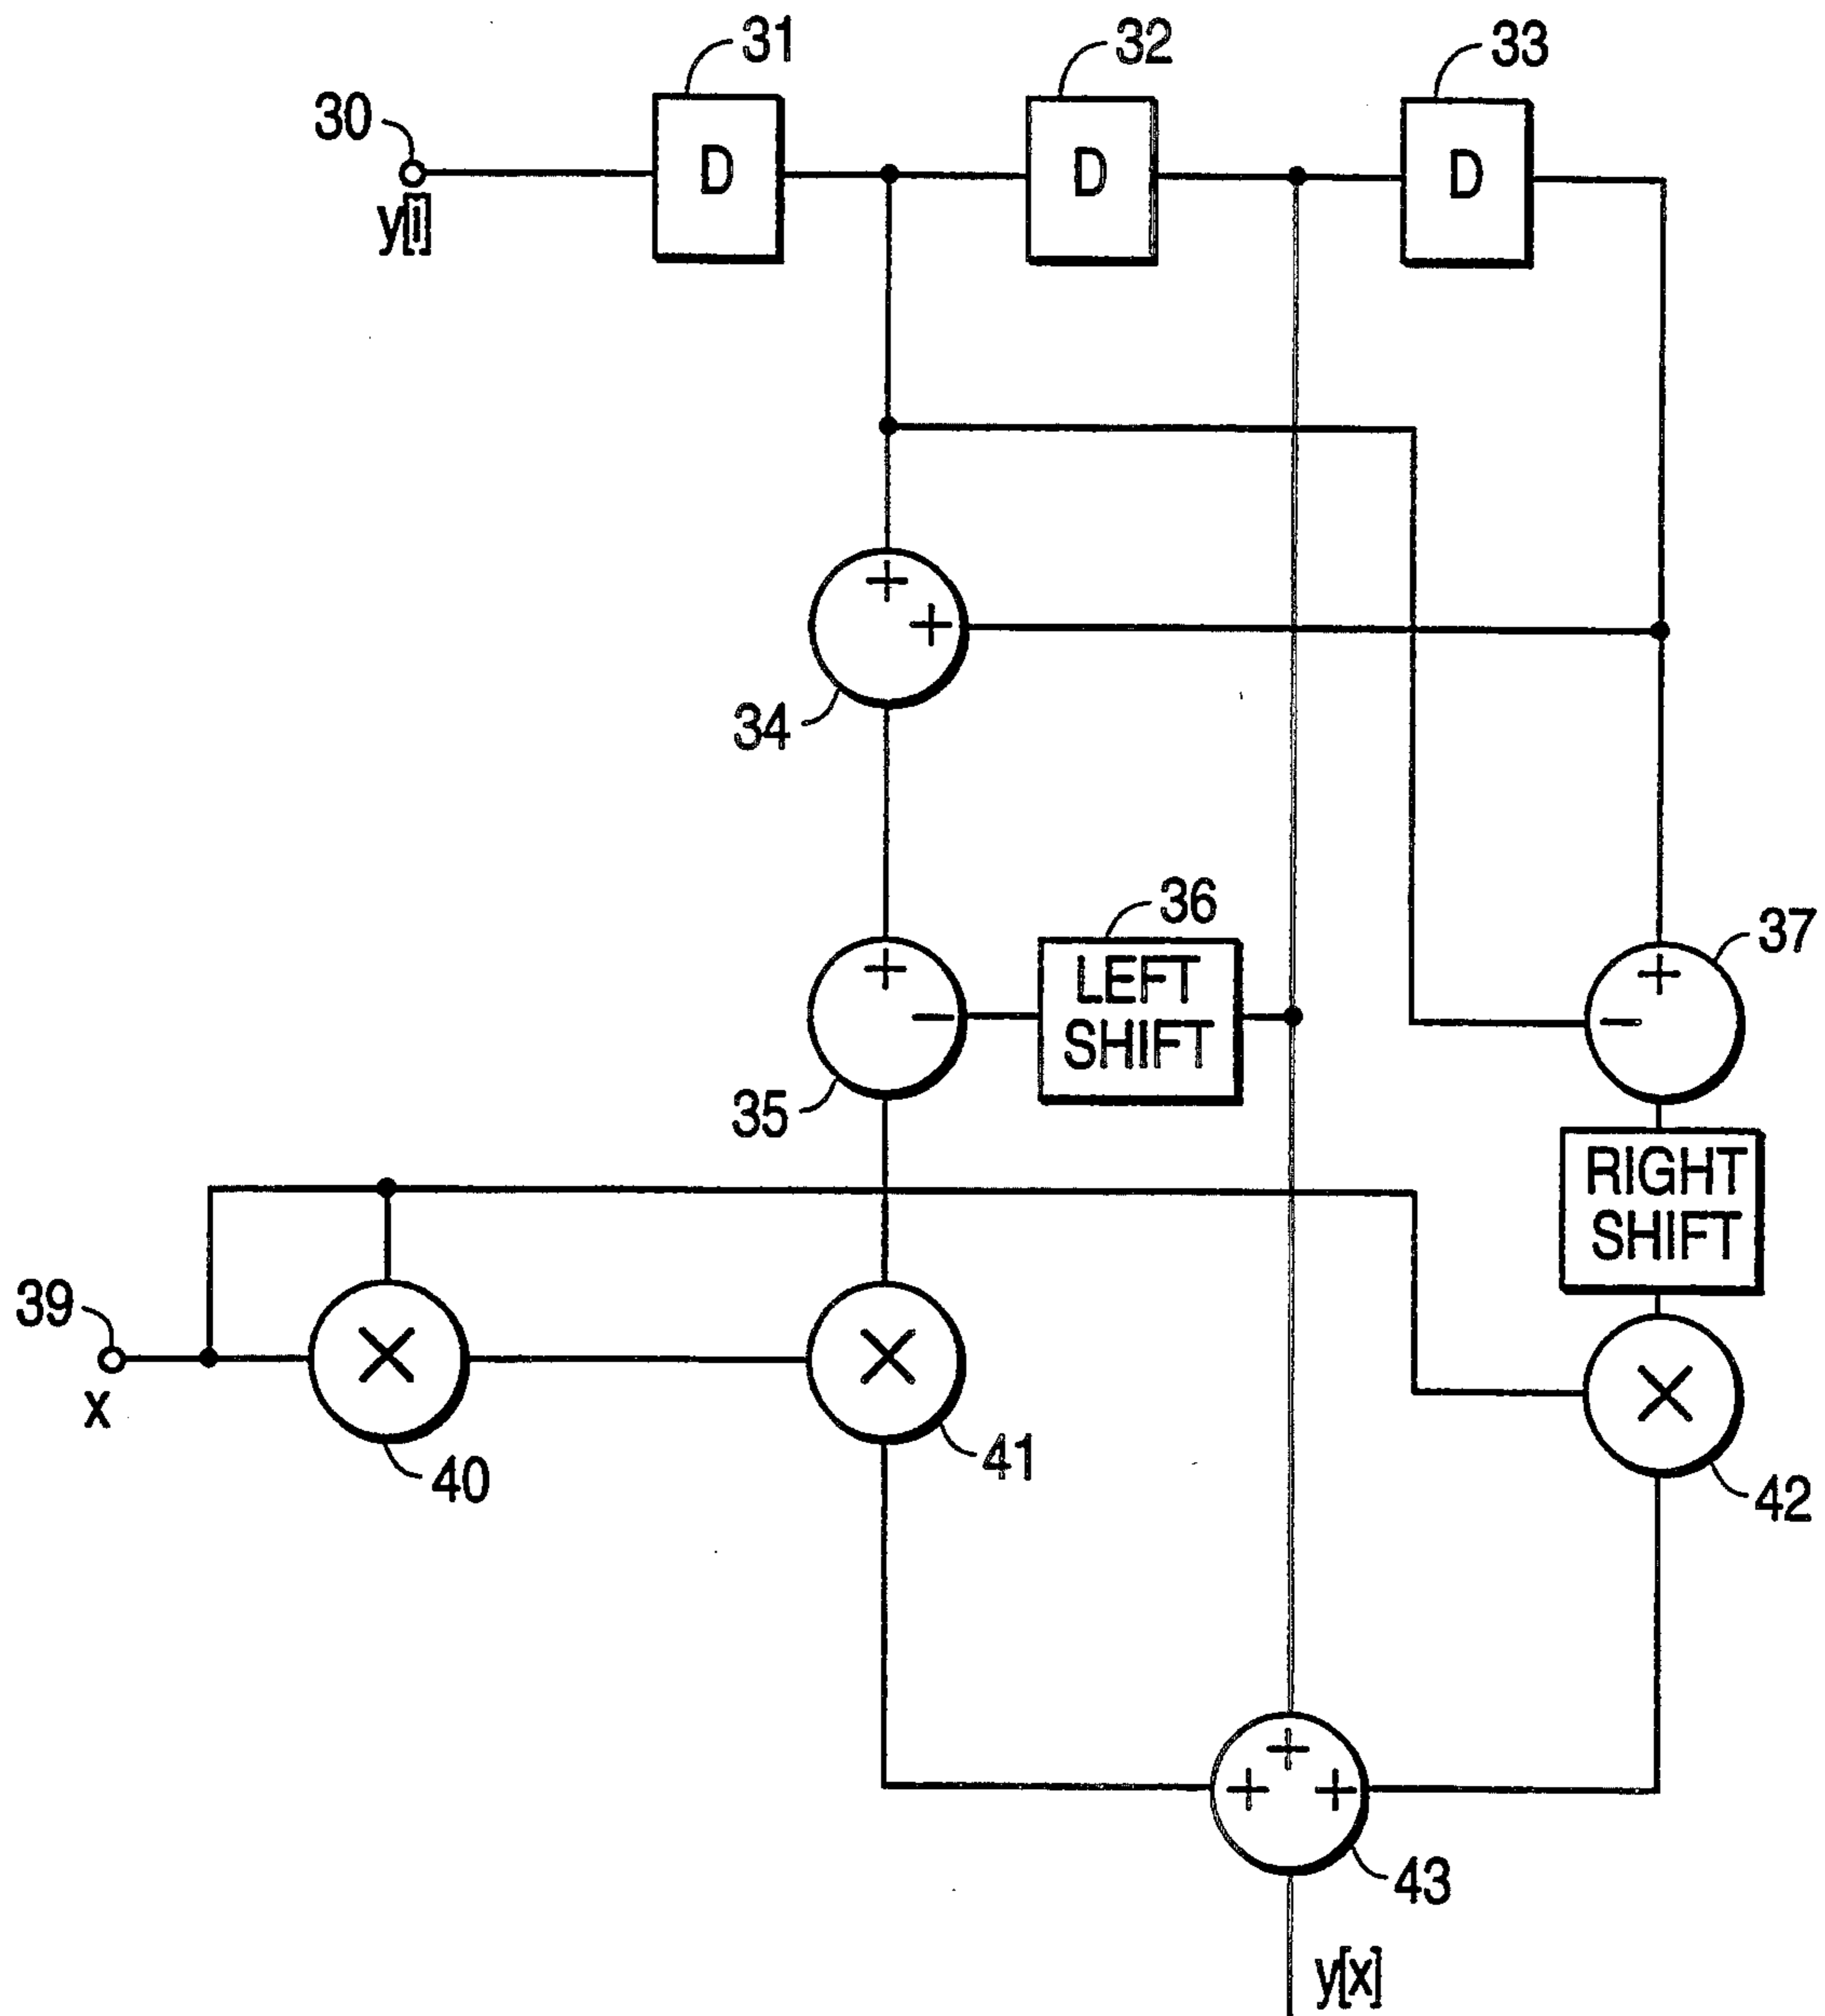 31
32
33
30
D
D
D
y[i]
+
+
34
36
37
+
−
LEFT
SHIFT
+
−
35
RIGHT
SHIFT
39
×
×
×
x
40
41
42
+
+
+
43
y[x]